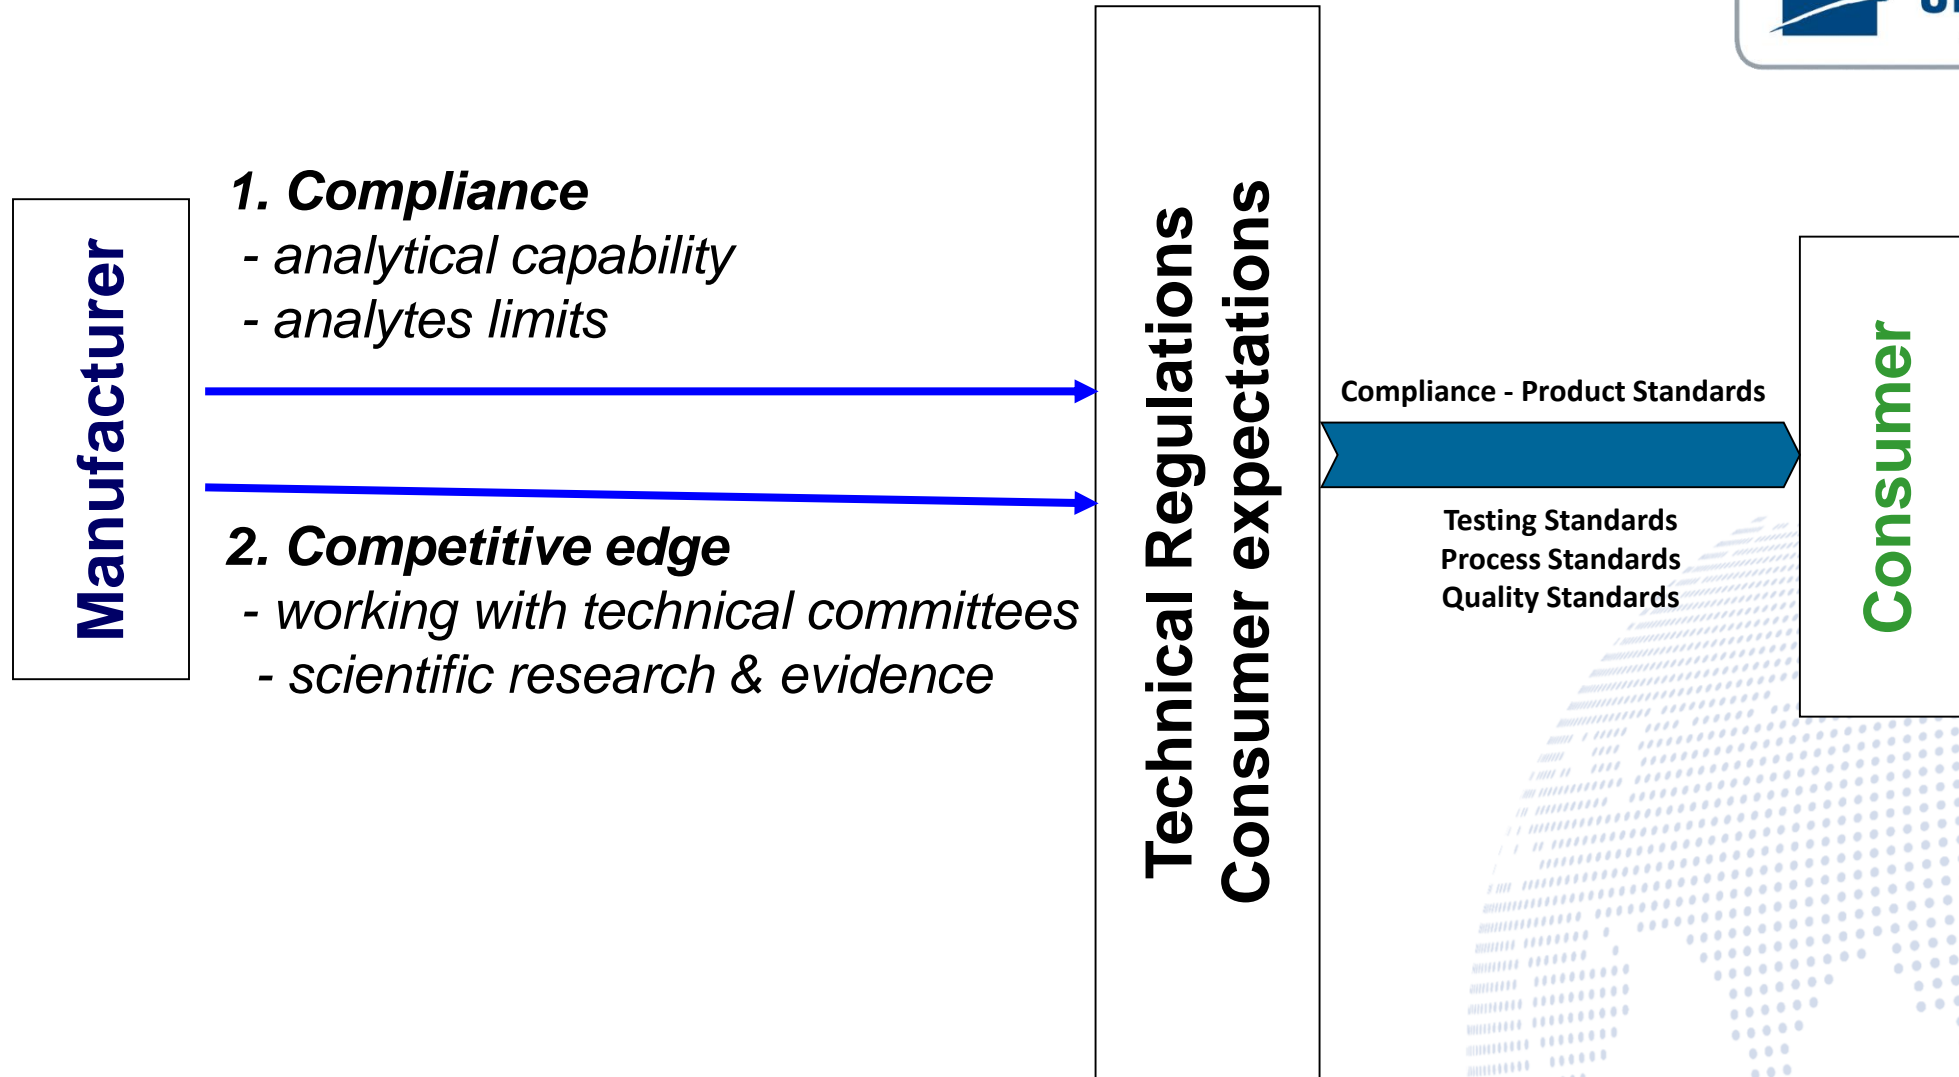 Manufacturer
1. Compliance
- analytical capability
- analytes limits
2. Competitive edge
- working with technical committees
- scientific research & evidence
Technical Regulations
Consumer expectations
Compliance - Product Standards
Testing Standards
Process Standards
Quality Standards
Consumer